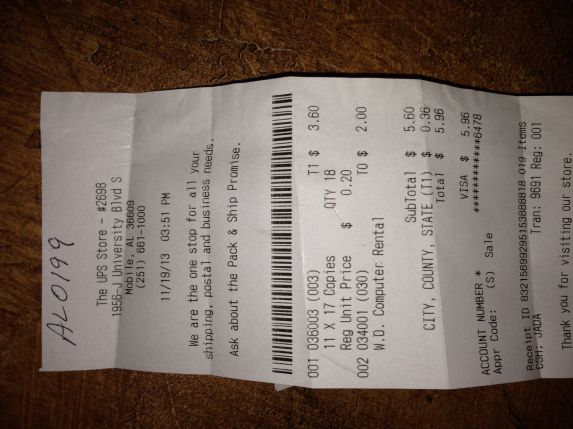 AL0199
The UPS Store - #2698
1956-J University Blvd S
Mobile, AL 36609
(251) 661-1000
11/19/13 03:51 PM
We are the one stop for all your
shipping, postal and business needs.
Ask about the Pack & Ship Promise.
001 036003 (003) T1 $ 3.60
11 X 17 Copies QTY 18
Reg Unit Price $ 0.20
002 034001 (030) T0 $ 2.00
W.O. Computer Rental
SubTotal $ 5.60
CITY, COUNTY, STATE (T1) $ 0.36
Total $ 5.96
VISA $ 5.96
ACCOUNT NUMBER * ************6478
Appr Code: (S) Sale
Receipt ID 83215699295153888818 019 Items
CSH: JADA Tran: 9691 Reg: 001
Thank you for visiting our store.